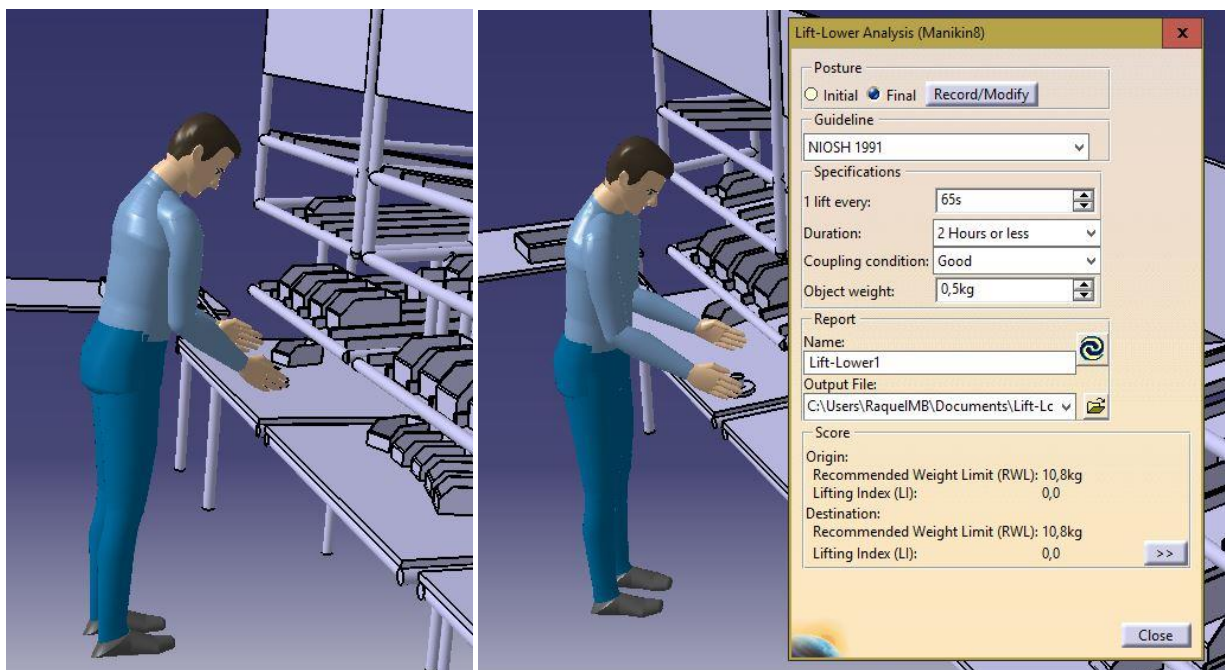 Lift-Lower Analysis (Manikin8)
x
Posture
Initial Final Record/Modify
Guideline
NIOSH 1991
Specifications
1 lift every: 65s
Duration: 2 Hours or less
Coupling condition: Good
Object weight: 0,5kg
Report
Name:
Lift-Lower1
Output File:
C:\Users\RaquelMB\Documents\Lift-Lc
Score
Origin:
Recommended Weight Limit (RWL): 10,8kg
Lifting Index (LI): 0,0
Destination:
Recommended Weight Limit (RWL): 10,8kg
Lifting Index (LI): 0,0
>>
Close